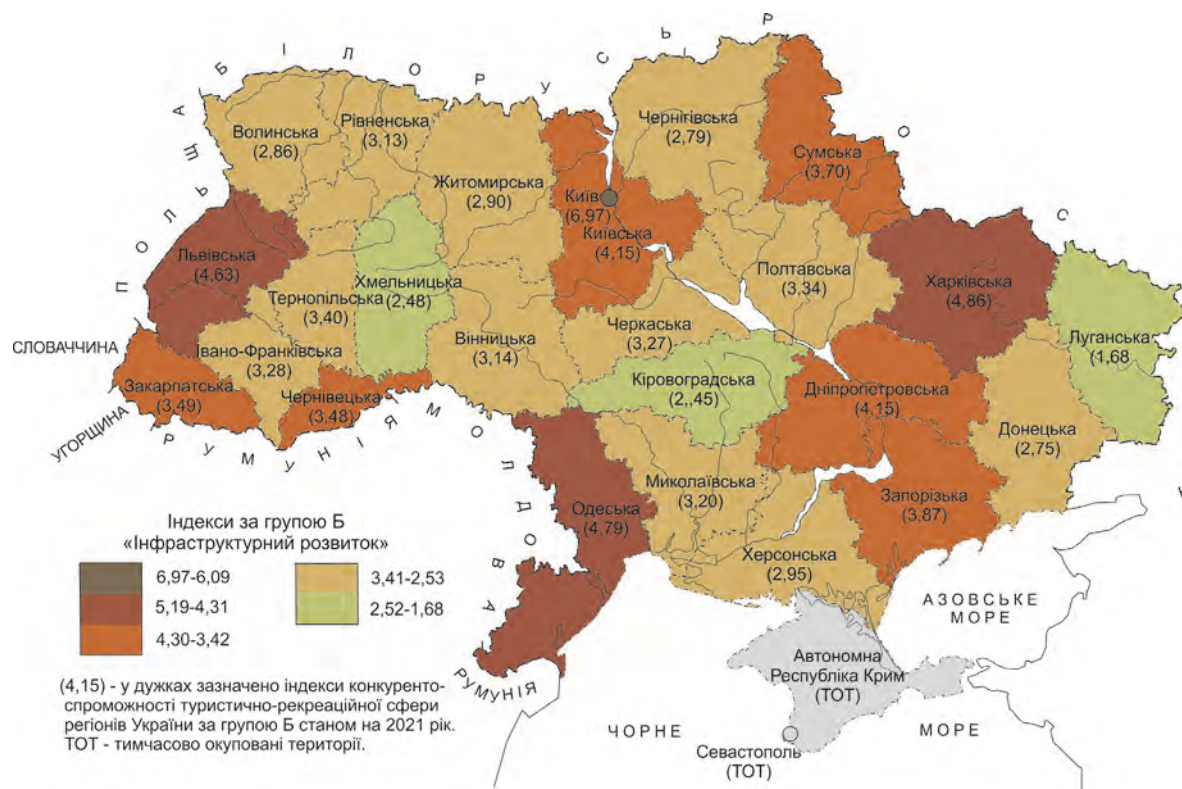 П О Л Ь Щ А
Б І Л О Р У С Ь
Р О С
Волинська
(2,86)
Рівненська
(3,13)
Житомирська
(2,90)
Чернігівська
(2,79)
Сумська
(3,70)
Київ
(6,97)
Київська
(4,15)
Львівська
(4,63)
Тернопільська
(3,40)
Хмельницька
(2,48)
Полтавська
(3,34)
Харківська
(4,86)
Луганська
(1,68
СЛОВАЧЧИНА
Івано-Франківська
(3,28)
Вінницька
(3,14)
Черкаська
(3,27)
Закарпатська
(3,49)
Чернівецька
(3,48)
Кіровоградська
(2,,45)
Дніпропетровська
(4,15)
Донецька
(2,75)
УГОРЩИНА
Р У М У Н І Я
М О Л Д О В А
Миколаївська
(3,20)
Запорізька
(3,87)
Одеська
(4,79)
Херсонська
(2,95)
РУМУНІЯ
АЗОВСЬКЕ
МОРЕ
Автономна
Республіка Крим
(ТОТ)
ЧОРНЕ
МОРЕ
Севастополь
(ТОТ)
Індекси за групою Б
«Інфраструктурний розвиток»
6,97-6,09
5,19-4,31
4,30-3,42
3,41-2,53
2,52-1,68
(4,15) - у дужках зазначено індекси конкуренто-
спроможності туристично-рекреаційної сфери
регіонів України за групою Б станом на 2021 рік.
ТОТ - тимчасово окуповані території.